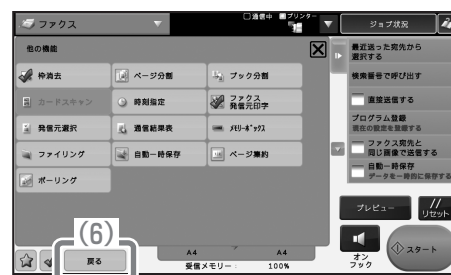 ファクス
通信中
プリンター
ジョブ状況
他の機能
枠消去
ページ分割
ブック分割
カードスキャン
時刻指定
ファクス
発信元印字
発信元選択
通信結果表
ﾒﾓﾘｰﾎﾞｯｸｽ
ファイリング
自動一時保存
ページ集約
ポーリング
(6)
戻る
A4
A4
受信メモリー:
100%
最近送った宛先から
選択する
検索番号で呼び出す
直接送信する
プログラム登録
現在の設定を登録する
ファクス宛先と
同じ画像で送信する
自動一時保存
データを一時的に保存する
プレビュー
リセット
オン
フック
スタート